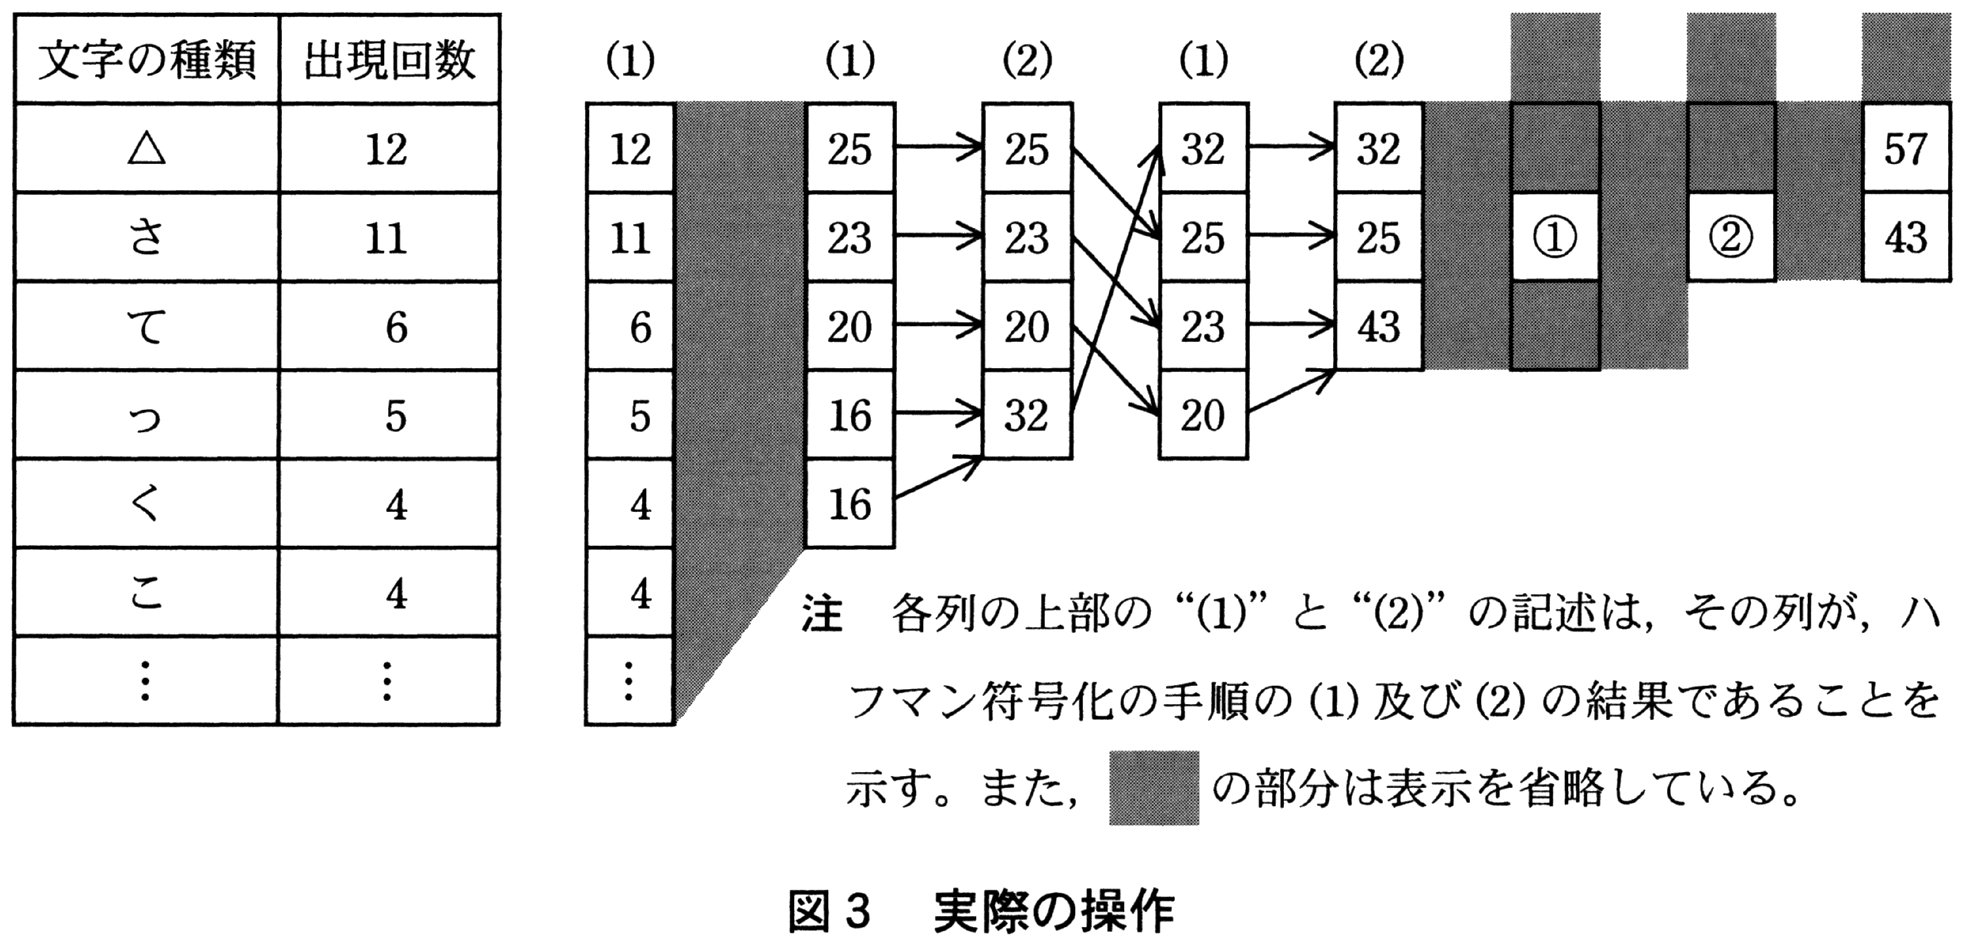 文字の種類 出現回数 (1) (1) (2) (1) (2)
△ 12 12 25 25 32 32 57
さ 11 11 23 23 25 25 ① ② 43
て 6 6 20 20 23 43
つ 5 5 16 32 20
く 4 4 16
こ 4 4
⋮ ⋮ ⋮
注 各列の上部の “(1)” と “(2)” の記述は, その列が, ハ
フマン符号化の手順の (1) 及び (2) の結果であることを
示す。また, の部分は表示を省略している。
図3 実際の操作